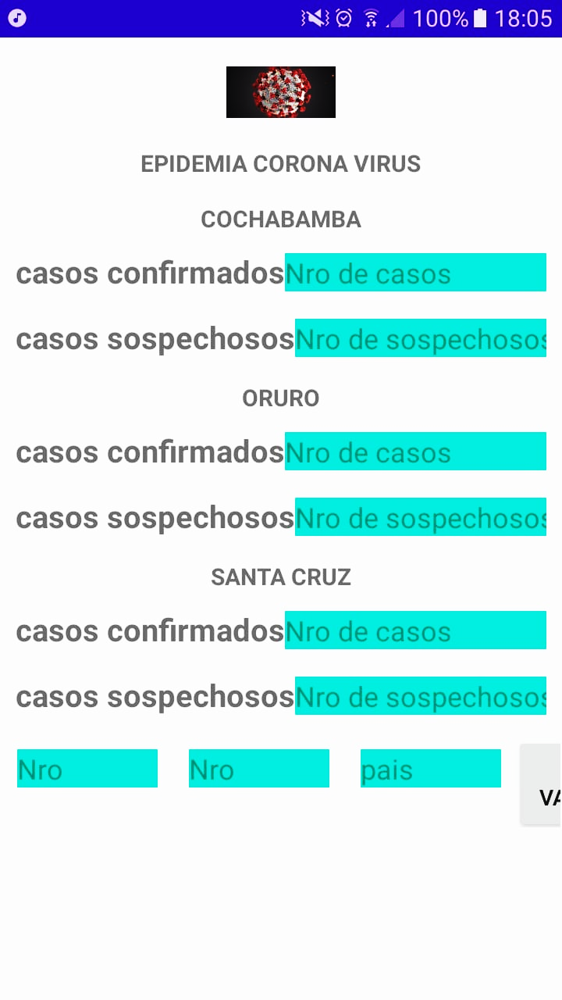 100% 18:05
EPIDEMIA CORONA VIRUS
COCHABAMBA
casos confirmados Nro de casos
casos sospechosos Nro de sospechosos
ORURO
casos confirmados Nro de casos
casos sospechosos Nro de sospechosos
SANTA CRUZ
casos confirmados Nro de casos
casos sospechosos Nro de sospechosos
Nro Nro pais VA